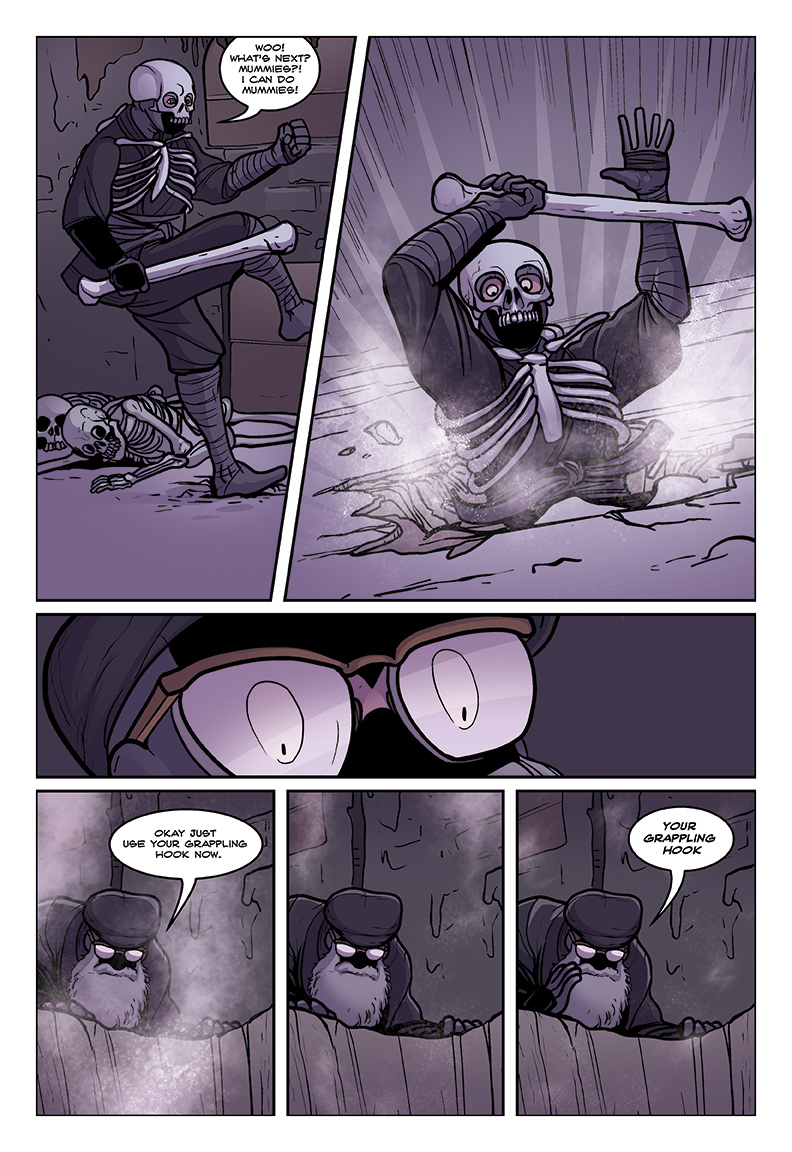 WOO!
WHAT'S NEXT?
MUMMIES?!
I CAN DO
MUMMIES!
OKAY JUST
USE YOUR GRAPPLING
HOOK NOW.
YOUR
GRAPPLING
HOOK